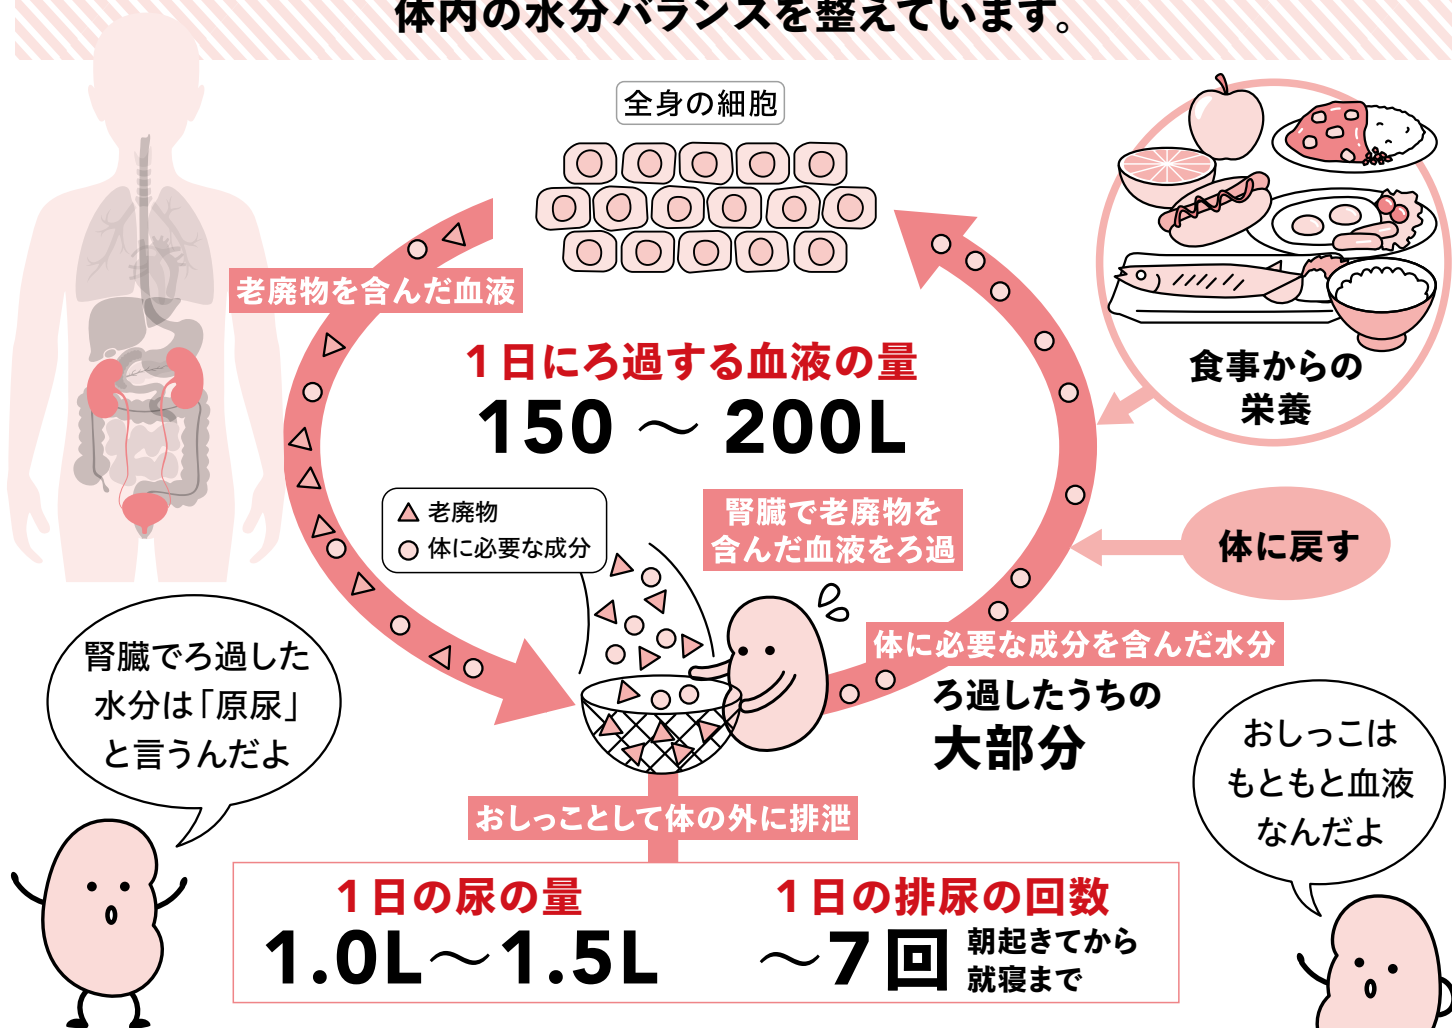 体内の水分バランスを整えています。
全身の細胞
老廃物を含んだ血液
1日にろ過する血液の量
150 〜 200L
食事からの
栄養
老廃物
体に必要な成分
腎臓で老廃物を
含んだ血液をろ過
体に戻す
腎臓でろ過した
水分は「原尿」
と言うんだよ
体に必要な成分を含んだ水分
ろ過したうちの
大部分
おしっこは
もともと血液
なんだよ
おしっことして体の外に排泄
1日の尿の量
1.0L〜1.5L
1日の排尿の回数
〜7回
朝起きてから
就寝まで